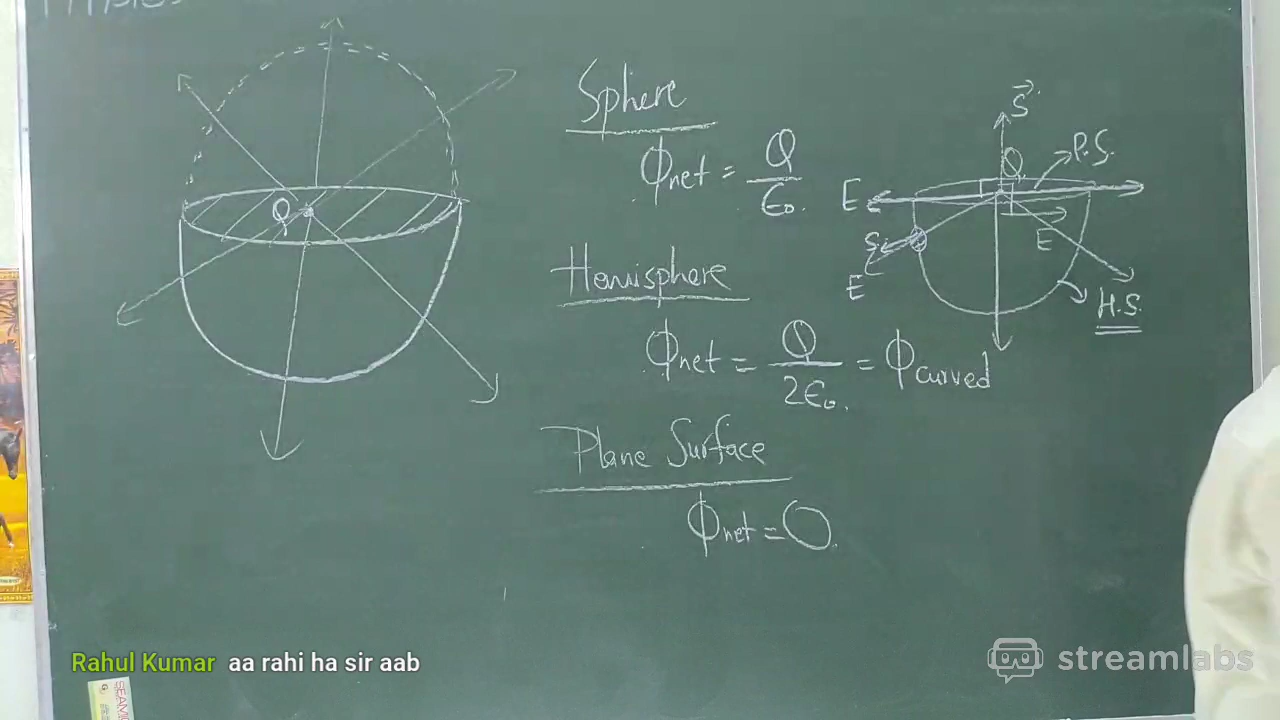 Sphere
ϕnet = Q/ϵ₀.
Hemisphere
ϕnet = Q/2ϵ₀. = ϕcurved
Plane Surface
ϕnet = 0.
Q
S⃗
Q
P.S.
E
E
S
E
H.S.
Rahul Kumar aa rahi ha sir aab
streamlabs